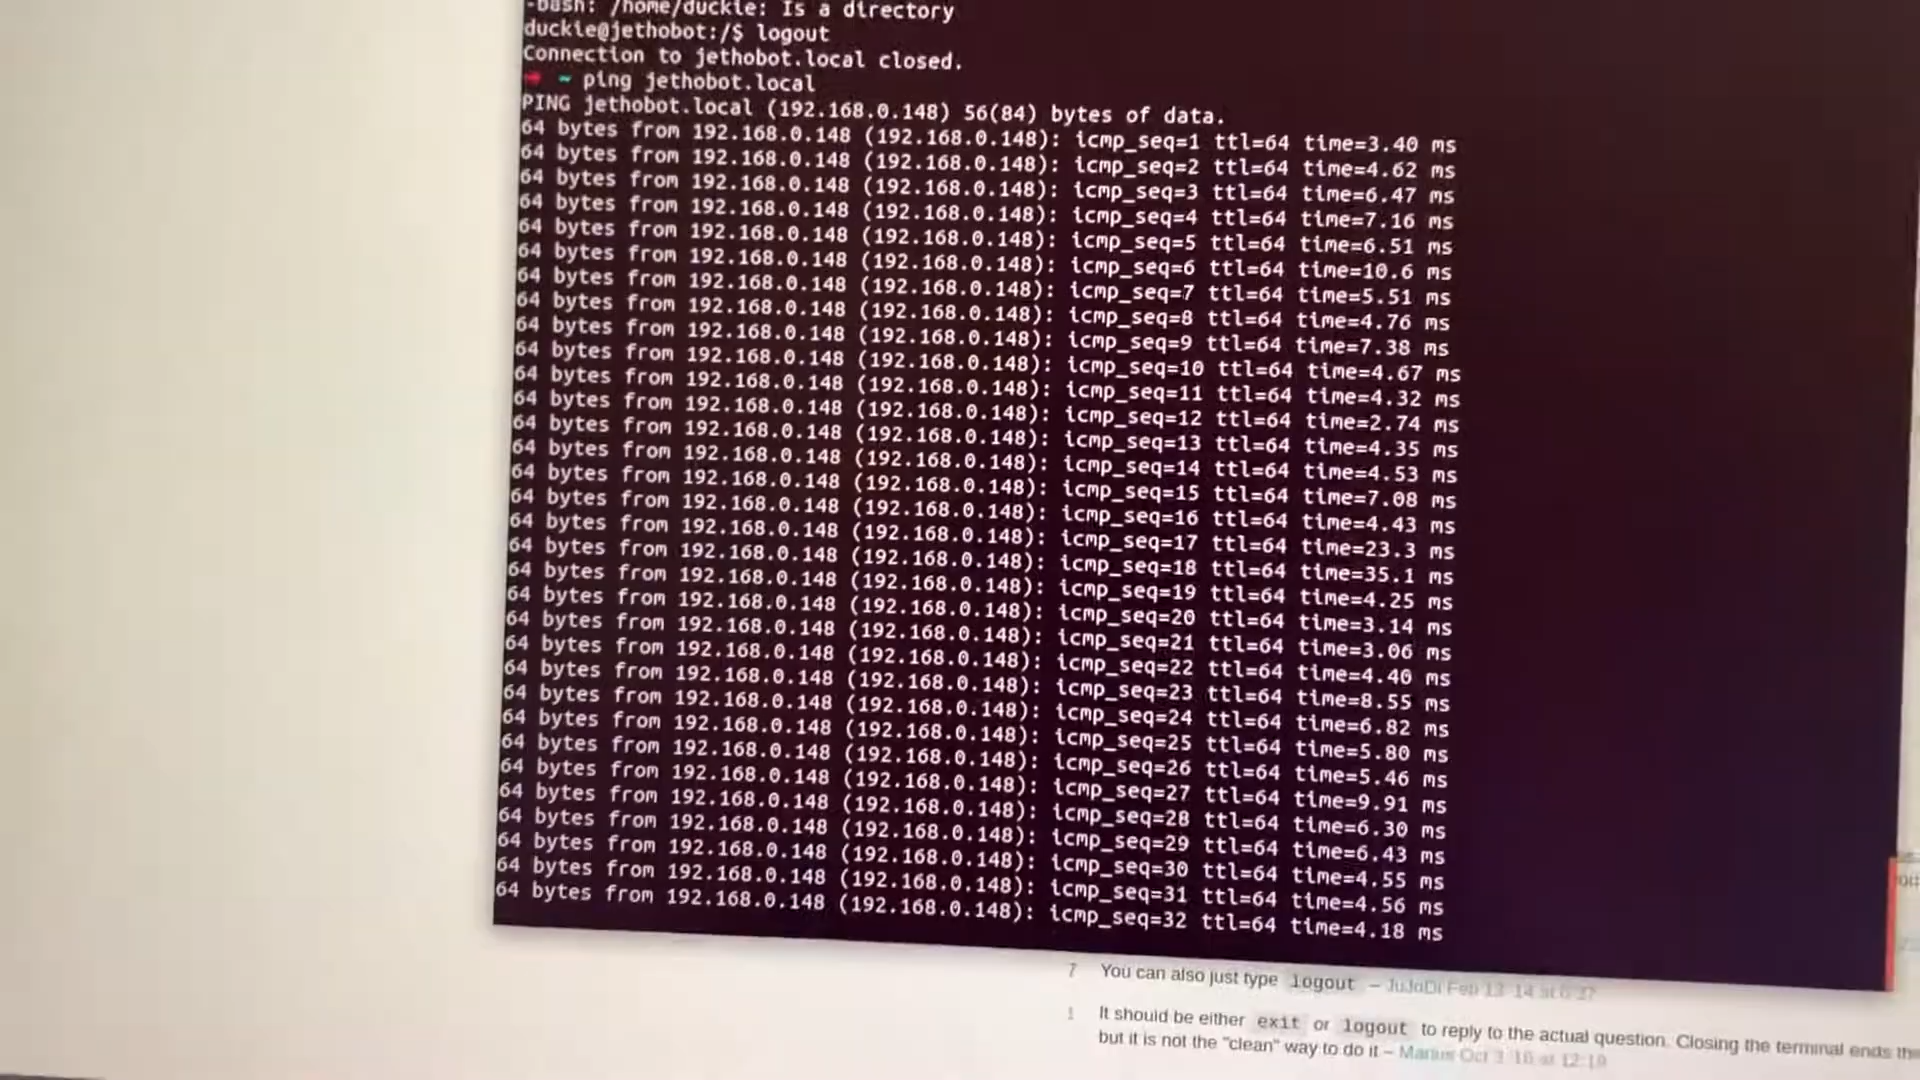 -bash: /home/duckie: Is a directory
duckie@jethobot:/$ logout
Connection to jethobot.local closed.
→ ~ ping jethobot.local
PING jethobot.local (192.168.0.148) 56(84) bytes of data.
64 bytes from 192.168.0.148 (192.168.0.148): icmp_seq=1 ttl=64 time=3.40 ms
64 bytes from 192.168.0.148 (192.168.0.148): icmp_seq=2 ttl=64 time=4.62 ms
64 bytes from 192.168.0.148 (192.168.0.148): icmp_seq=3 ttl=64 time=6.47 ms
64 bytes from 192.168.0.148 (192.168.0.148): icmp_seq=4 ttl=64 time=7.16 ms
64 bytes from 192.168.0.148 (192.168.0.148): icmp_seq=5 ttl=64 time=6.51 ms
64 bytes from 192.168.0.148 (192.168.0.148): icmp_seq=6 ttl=64 time=10.6 ms
64 bytes from 192.168.0.148 (192.168.0.148): icmp_seq=7 ttl=64 time=5.51 ms
64 bytes from 192.168.0.148 (192.168.0.148): icmp_seq=8 ttl=64 time=4.76 ms
64 bytes from 192.168.0.148 (192.168.0.148): icmp_seq=9 ttl=64 time=7.38 ms
64 bytes from 192.168.0.148 (192.168.0.148): icmp_seq=10 ttl=64 time=4.67 ms
64 bytes from 192.168.0.148 (192.168.0.148): icmp_seq=11 ttl=64 time=4.32 ms
64 bytes from 192.168.0.148 (192.168.0.148): icmp_seq=12 ttl=64 time=2.74 ms
64 bytes from 192.168.0.148 (192.168.0.148): icmp_seq=13 ttl=64 time=4.35 ms
64 bytes from 192.168.0.148 (192.168.0.148): icmp_seq=14 ttl=64 time=4.53 ms
64 bytes from 192.168.0.148 (192.168.0.148): icmp_seq=15 ttl=64 time=7.08 ms
64 bytes from 192.168.0.148 (192.168.0.148): icmp_seq=16 ttl=64 time=4.43 ms
64 bytes from 192.168.0.148 (192.168.0.148): icmp_seq=17 ttl=64 time=23.3 ms
64 bytes from 192.168.0.148 (192.168.0.148): icmp_seq=18 ttl=64 time=35.1 ms
64 bytes from 192.168.0.148 (192.168.0.148): icmp_seq=19 ttl=64 time=4.25 ms
64 bytes from 192.168.0.148 (192.168.0.148): icmp_seq=20 ttl=64 time=3.14 ms
64 bytes from 192.168.0.148 (192.168.0.148): icmp_seq=21 ttl=64 time=3.06 ms
64 bytes from 192.168.0.148 (192.168.0.148): icmp_seq=22 ttl=64 time=4.40 ms
64 bytes from 192.168.0.148 (192.168.0.148): icmp_seq=23 ttl=64 time=8.55 ms
64 bytes from 192.168.0.148 (192.168.0.148): icmp_seq=24 ttl=64 time=6.82 ms
64 bytes from 192.168.0.148 (192.168.0.148): icmp_seq=25 ttl=64 time=5.80 ms
64 bytes from 192.168.0.148 (192.168.0.148): icmp_seq=26 ttl=64 time=5.46 ms
64 bytes from 192.168.0.148 (192.168.0.148): icmp_seq=27 ttl=64 time=9.91 ms
64 bytes from 192.168.0.148 (192.168.0.148): icmp_seq=28 ttl=64 time=6.30 ms
64 bytes from 192.168.0.148 (192.168.0.148): icmp_seq=29 ttl=64 time=6.43 ms
64 bytes from 192.168.0.148 (192.168.0.148): icmp_seq=30 ttl=64 time=4.55 ms
64 bytes from 192.168.0.148 (192.168.0.148): icmp_seq=31 ttl=64 time=4.56 ms
64 bytes from 192.168.0.148 (192.168.0.148): icmp_seq=32 ttl=64 time=4.18 ms
7 You can also just type logout – JuJoDi Feb 13 14 at
1 It should be either exit or logout to reply to the actual question. Closing the terminal ends
but it is not the "clean" way to do it – Marius Oct 3 16 at 12:19